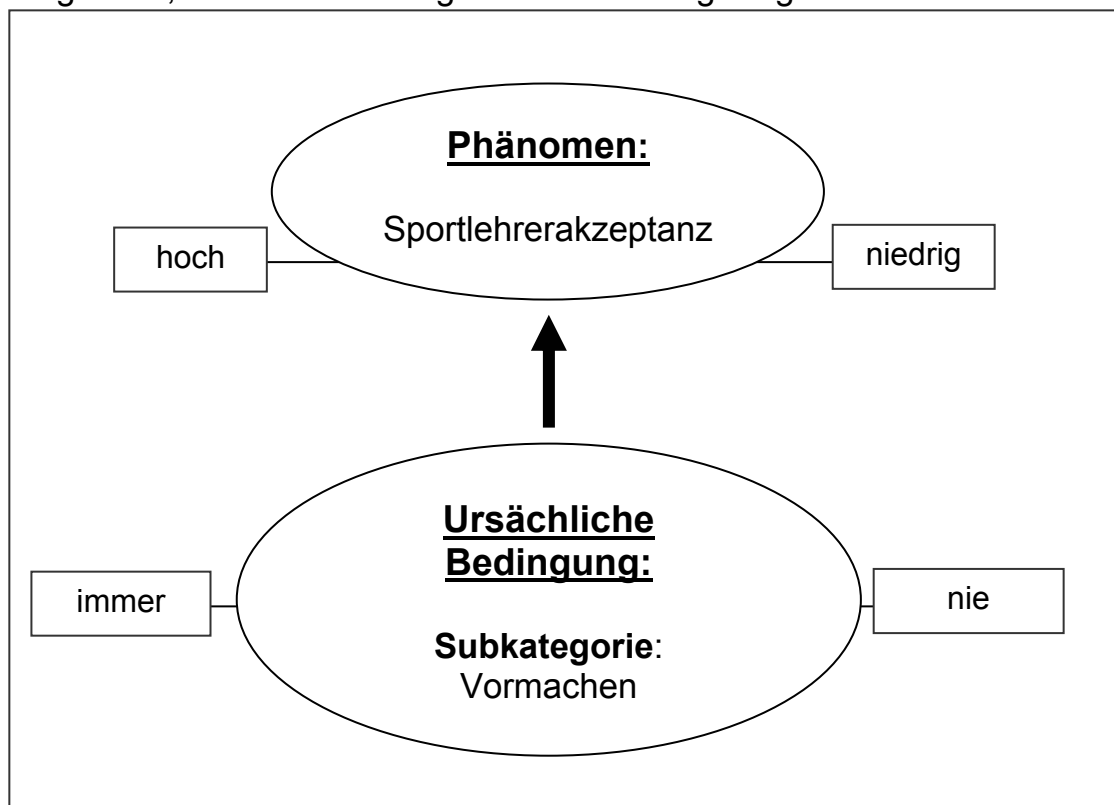 Phänomen:
Sportlehrerakzeptanz
hoch
niedrig
Ursächliche
Bedingung:
immer
nie
Subkategorie:
Vormachen